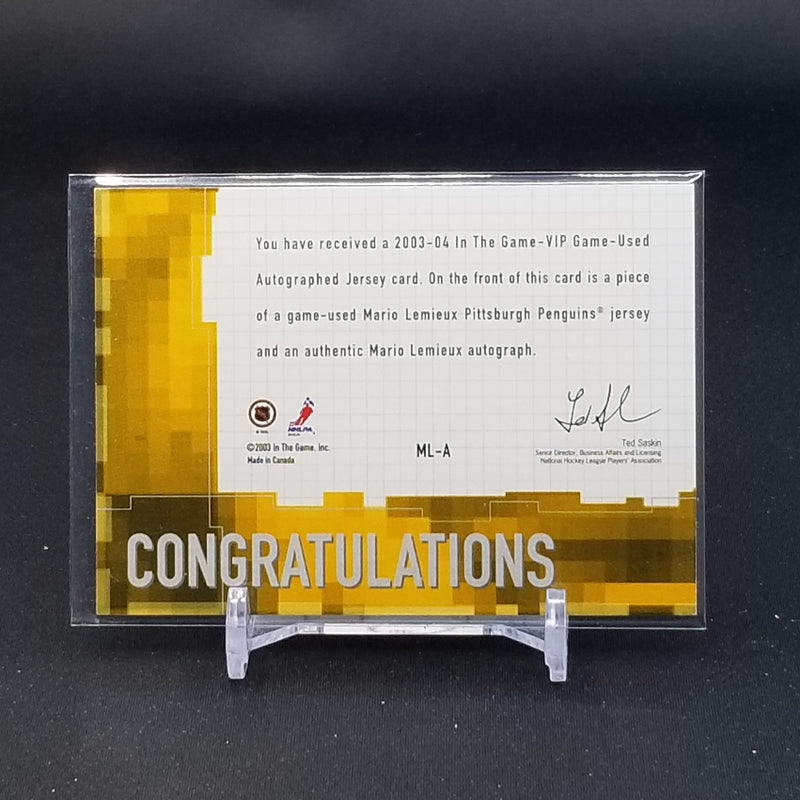 You have received a 2003-04 In The Game-VIP Game-Used
Autographed Jersey card. On the front of this card is a piece
of a game-used Mario Lemieux Pittsburgh Penguins® jersey
and an authentic Mario Lemieux autograph.
NHLPA
©2003 In The Game, Inc.
Made in Canada
ML-A
Ted Saskin
Senior Director, Business Affairs and Licensing
National Hockey League Players' Association
CONGRATULATIONS